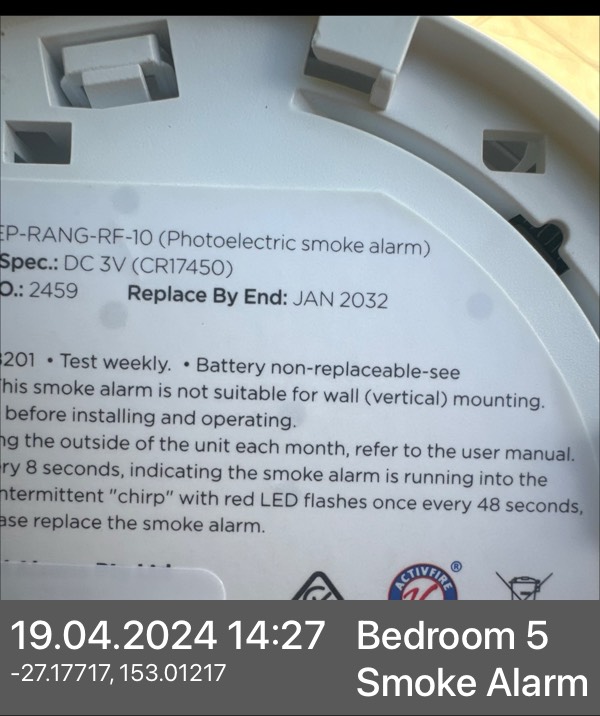 EP-RANG-RF-10 (Photoelectric smoke alarm)
Spec.: DC 3V (CR17450)
O.: 2459 Replace By End: JAN 2032
3201 • Test weekly. • Battery non-replaceable-see
his smoke alarm is not suitable for wall (vertical) mounting.
before installing and operating.
ng the outside of the unit each month, refer to the user manual.
ry 8 seconds, indicating the smoke alarm is running into the
ntermittent "chirp" with red LED flashes once every 48 seconds,
ase replace the smoke alarm.
ACTIVFIRE ®
19.04.2024 14:27
-27.17717, 153.01217
Bedroom 5
Smoke Alarm